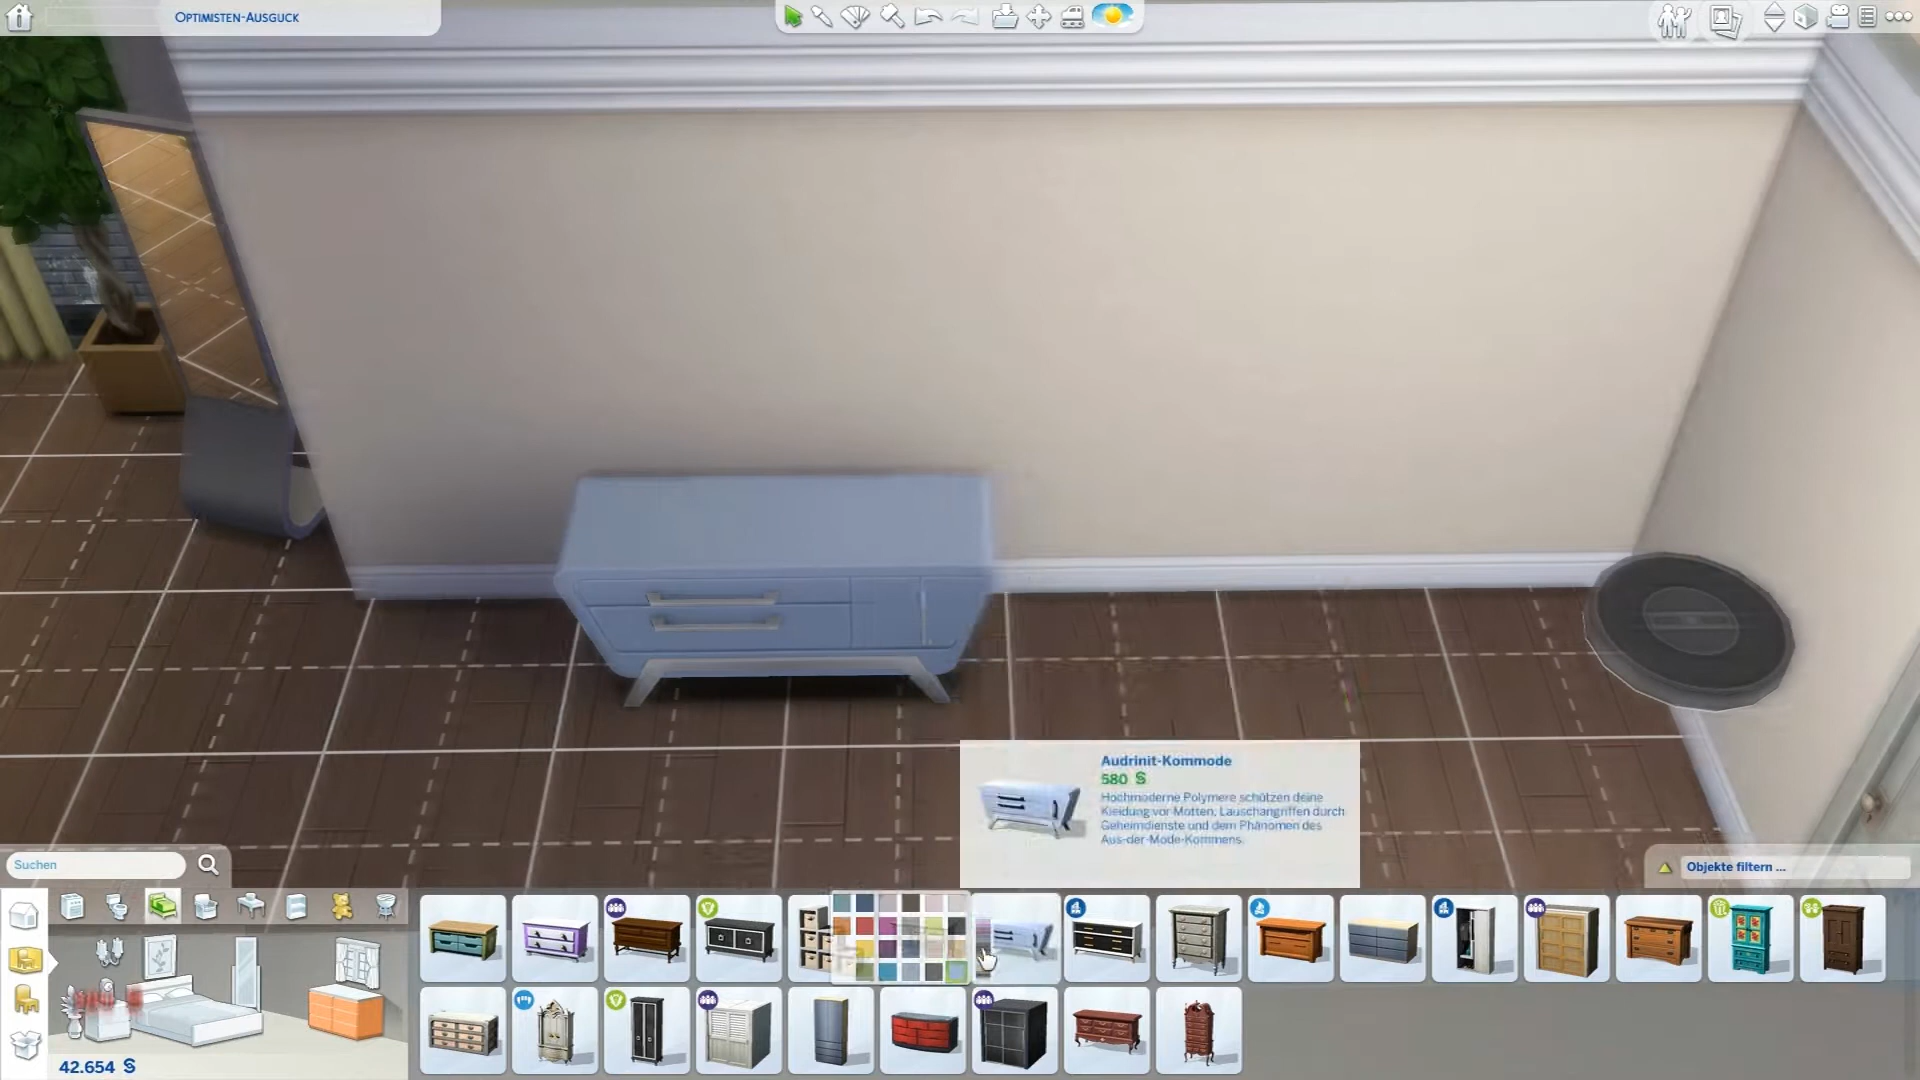 Optimisten-Ausguck
Audrinit-Kommode
580 §
Hochmoderne Polymere schützen deine
Kleidung vor Motten, Lauschangriffen durch
Geheimdienste und dem Phänomen des
Aus-der-Mode-Kommens.
Suchen
Objekte filtern ...
42.654 §